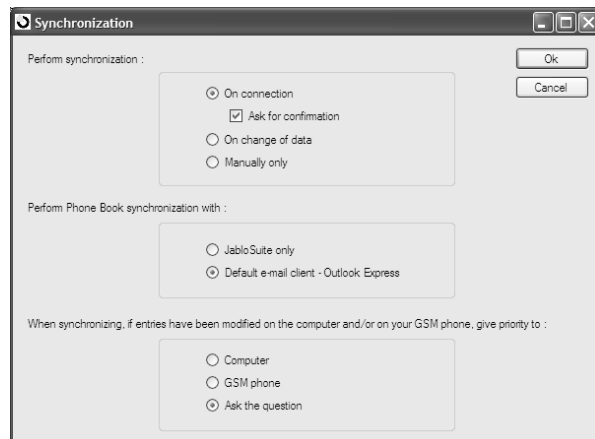 Synchronization
Perform synchronization :
Ok
Cancel
On connection
Ask for confirmation
On change of data
Manually only
Perform Phone Book synchronization with :
JabloSuite only
Default e-mail client - Outlook Express
When synchronizing, if entries have been modified on the computer and/or on your GSM phone, give priority to :
Computer
GSM phone
Ask the question